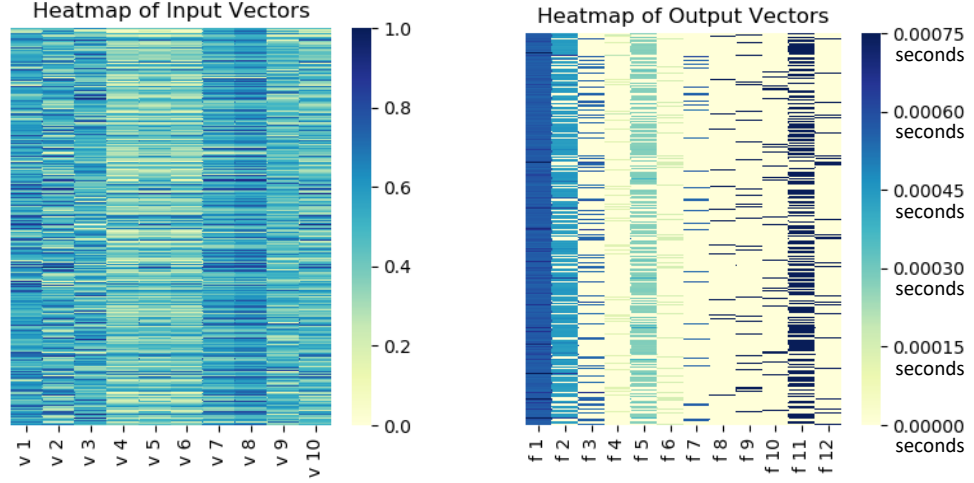 Heatmap of Input Vectors
1.0
0.8
0.6
0.4
0.2
0.0
v 1
v 2
v 3
v 4
v 5
v 6
v 7
v 8
v 9
v 10
Heatmap of Output Vectors
0.00075
seconds
0.00060
seconds
0.00045
seconds
0.00030
seconds
0.00015
seconds
0.00000
seconds
f 1
f 2
f 3
f 4
f 5
f 6
f 7
f 8
f 9
f 10
f 11
f 12